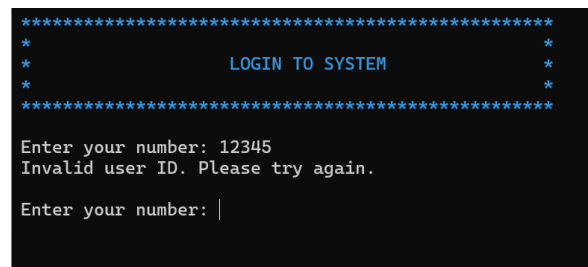 ***************************************************
*                                                 *
*                   LOGIN TO SYSTEM               *
*                                                 *
***************************************************
Enter your number: 12345
Invalid user ID. Please try again.
Enter your number: